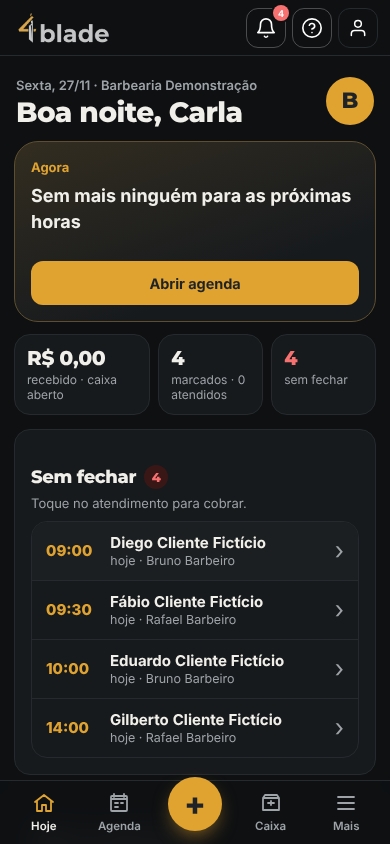 4blade
4
Sexta, 27/11 · Barbearia Demonstração
Boa noite, Carla
B
Agora
Sem mais ninguém para as próximas
horas
Abrir agenda
R$ 0,00
recebido · caixa
aberto
4
marcados · 0
atendidos
4
sem fechar
Sem fechar 4
Toque no atendimento para cobrar.
09:00 Diego Cliente Fictício
hoje · Bruno Barbeiro
09:30 Fábio Cliente Fictício
hoje · Rafael Barbeiro
10:00 Eduardo Cliente Fictício
hoje · Bruno Barbeiro
14:00 Gilberto Cliente Fictício
hoje · Rafael Barbeiro
Hoje Agenda + Caixa Mais